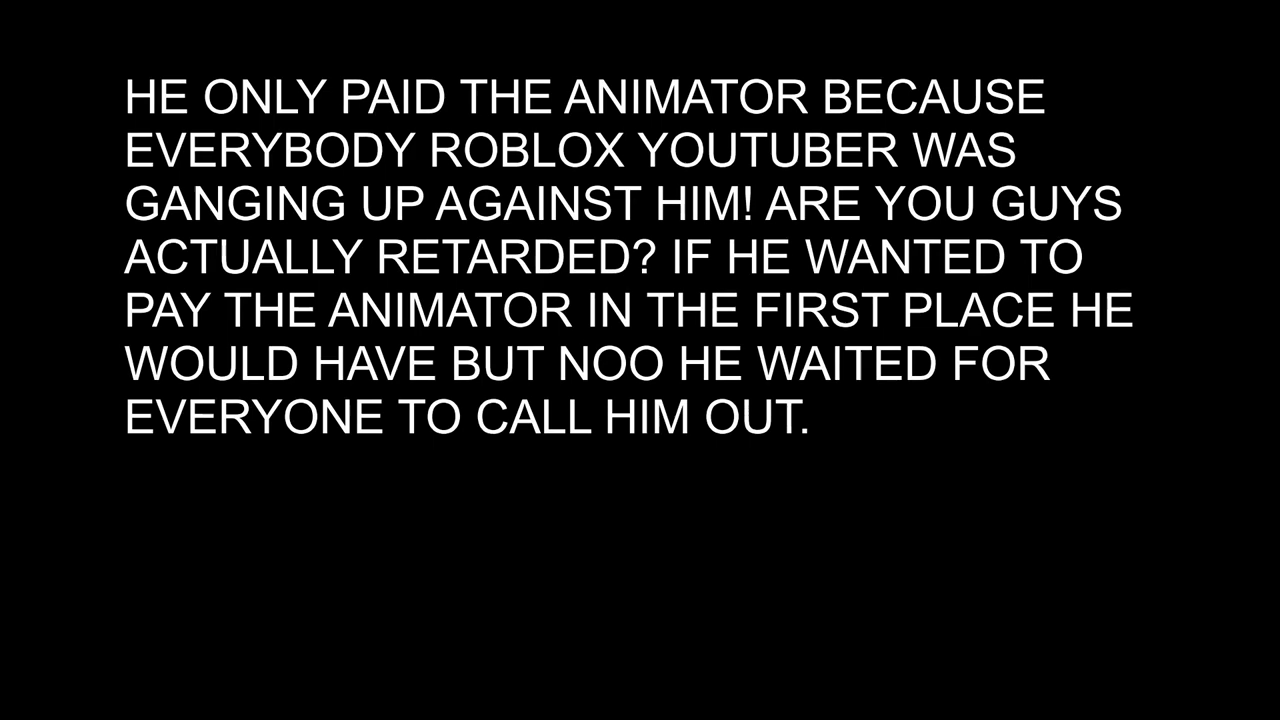 HE ONLY PAID THE ANIMATOR BECAUSE
EVERYBODY ROBLOX YOUTUBER WAS
GANGING UP AGAINST HIM! ARE YOU GUYS
ACTUALLY RETARDED? IF HE WANTED TO
PAY THE ANIMATOR IN THE FIRST PLACE HE
WOULD HAVE BUT NOO HE WAITED FOR
EVERYONE TO CALL HIM OUT.